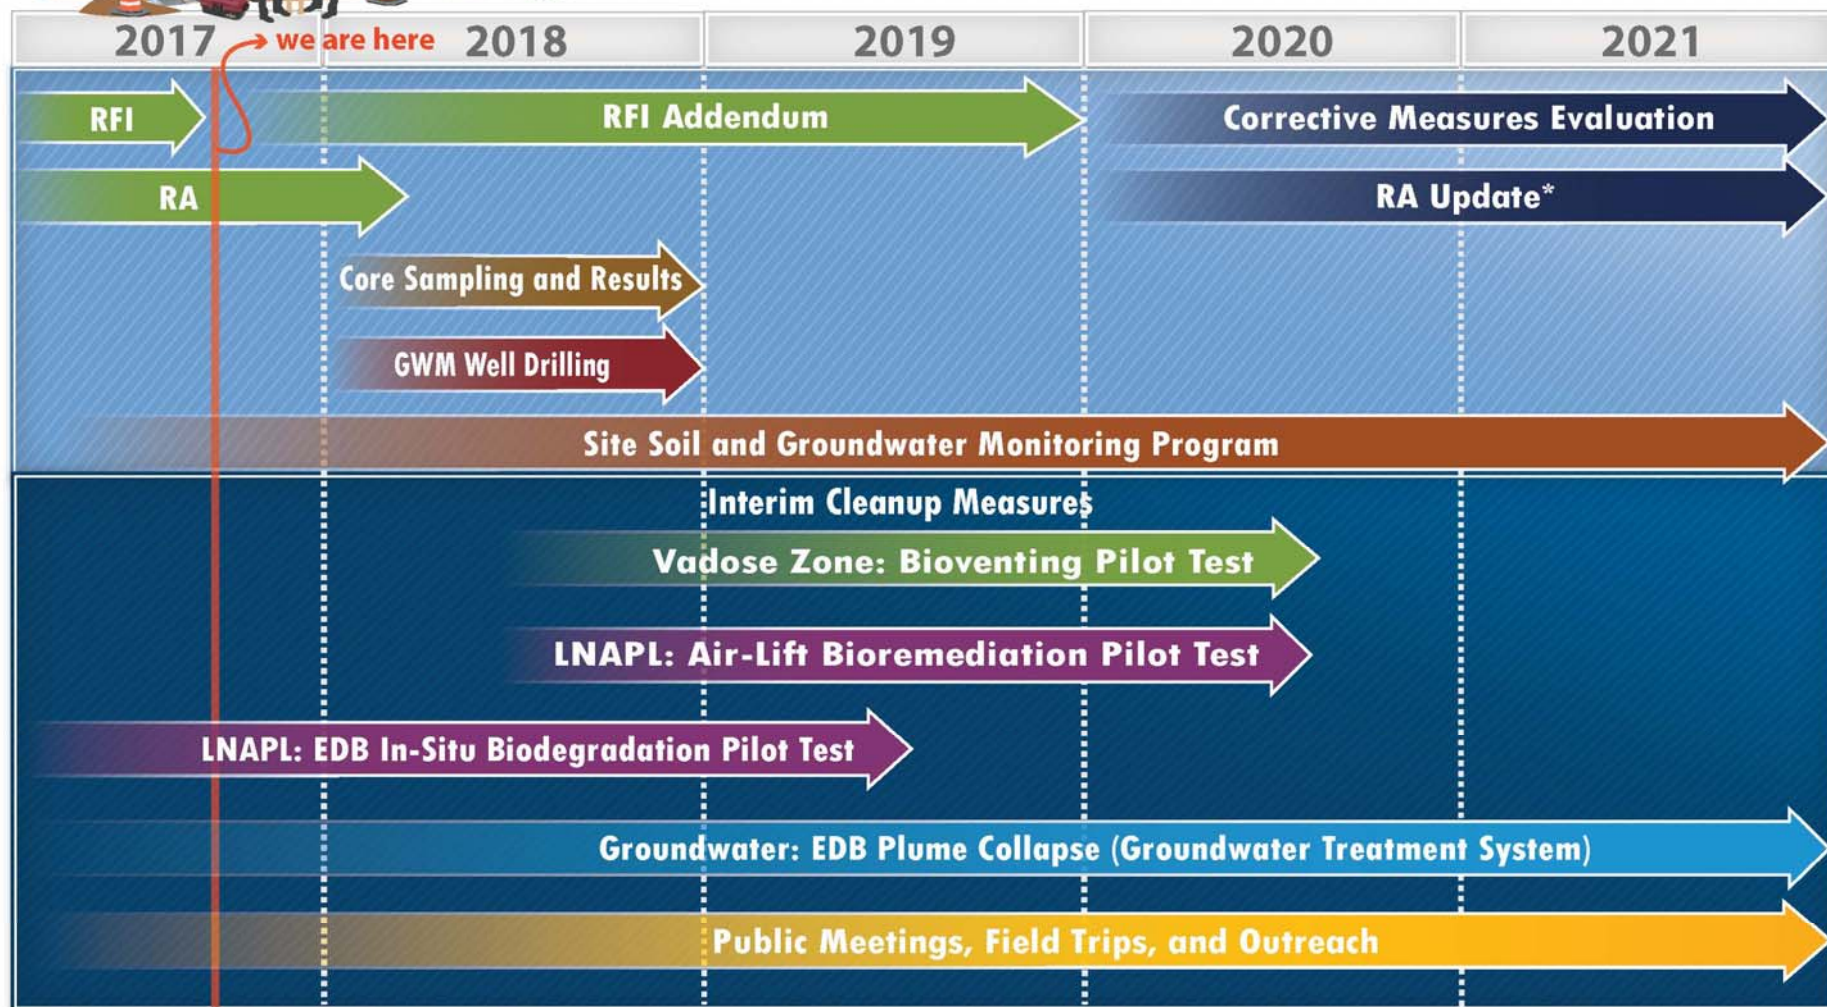 2017 2018 2019 2020 2021
we are here
RFI RFI Addendum Corrective Measures Evaluation
RA RA Update*
Core Sampling and Results
GWM Well Drilling
Site Soil and Groundwater Monitoring Program
Interim Cleanup Measures
Vadose Zone: Bioventing Pilot Test
LNAPL: Air-Lift Bioremediation Pilot Test
LNAPL: EDB In-Situ Biodegradation Pilot Test
Groundwater: EDB Plume Collapse (Groundwater Treatment System)
Public Meetings, Field Trips, and Outreach